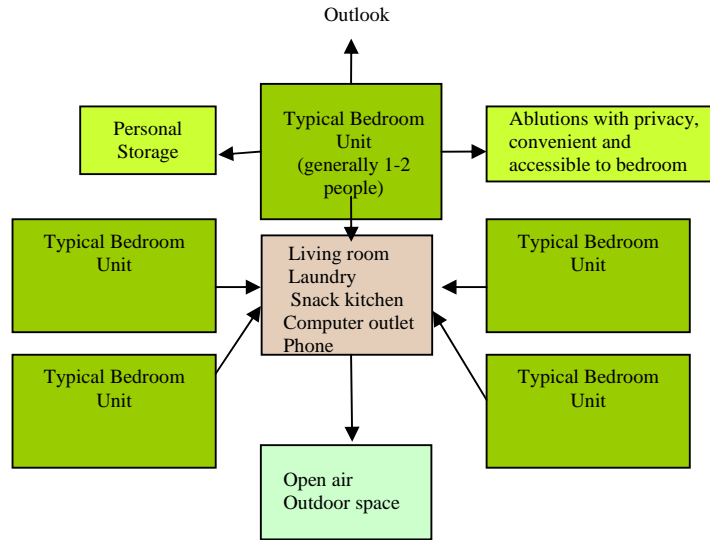 Outlook
Typical Bedroom
Unit
(generally 1-2
people)
Personal
Storage
Ablutions with privacy,
convenient and
accessible to bedroom
Typical Bedroom
Unit
Living room
Laundry
Snack kitchen
Computer outlet
Phone
Typical Bedroom
Unit
Typical Bedroom
Unit
Typical Bedroom
Unit
Open air
Outdoor space